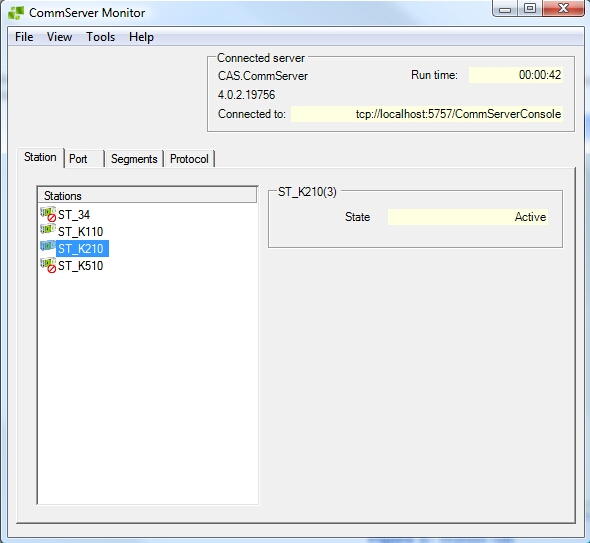 CommServer Monitor
File View Tools Help
Connected server
CAS.CommServer
Run time: 00:00:42
4.0.2.19756
Connected to: tcp://localhost:5757/CommServerConsole
Station Port Segments Protocol
Stations
ST_34
ST_K110
ST_K210
ST_K510
ST_K210(3)
State Active